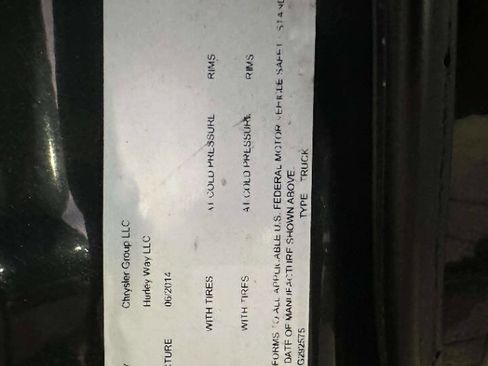 Chrysler Group LLC
Hurley Way LLC
CTURE 06/2014
WITH TIRES AT COLD PRESSURE RIMS
WITH TIRES AT COLD PRESSURE RIMS
FORMS TO ALL APPLICABLE U.S. FEDERAL MOTOR VEHICLE SAFETY STAND
DATE OF MANUFACTURE SHOWN ABOVE.
G292575 TYPE TRUCK